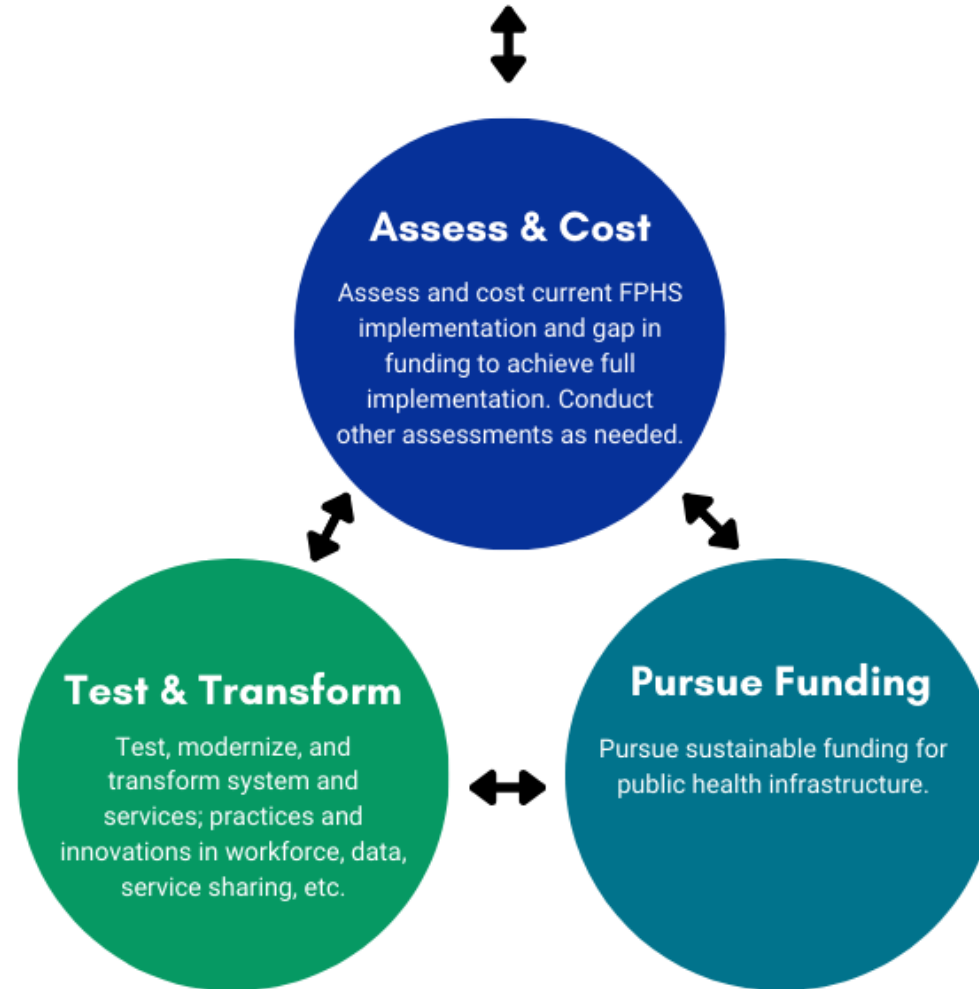 Assess & Cost
Assess and cost current FPHS
implementation and gap in
funding to achieve full
implementation. Conduct
other assessments as needed.
Test & Transform
Test, modernize, and
transform system and
services; practices and
innovations in workforce, data,
service sharing, etc.
Pursue Funding
Pursue sustainable funding for
public health infrastructure.